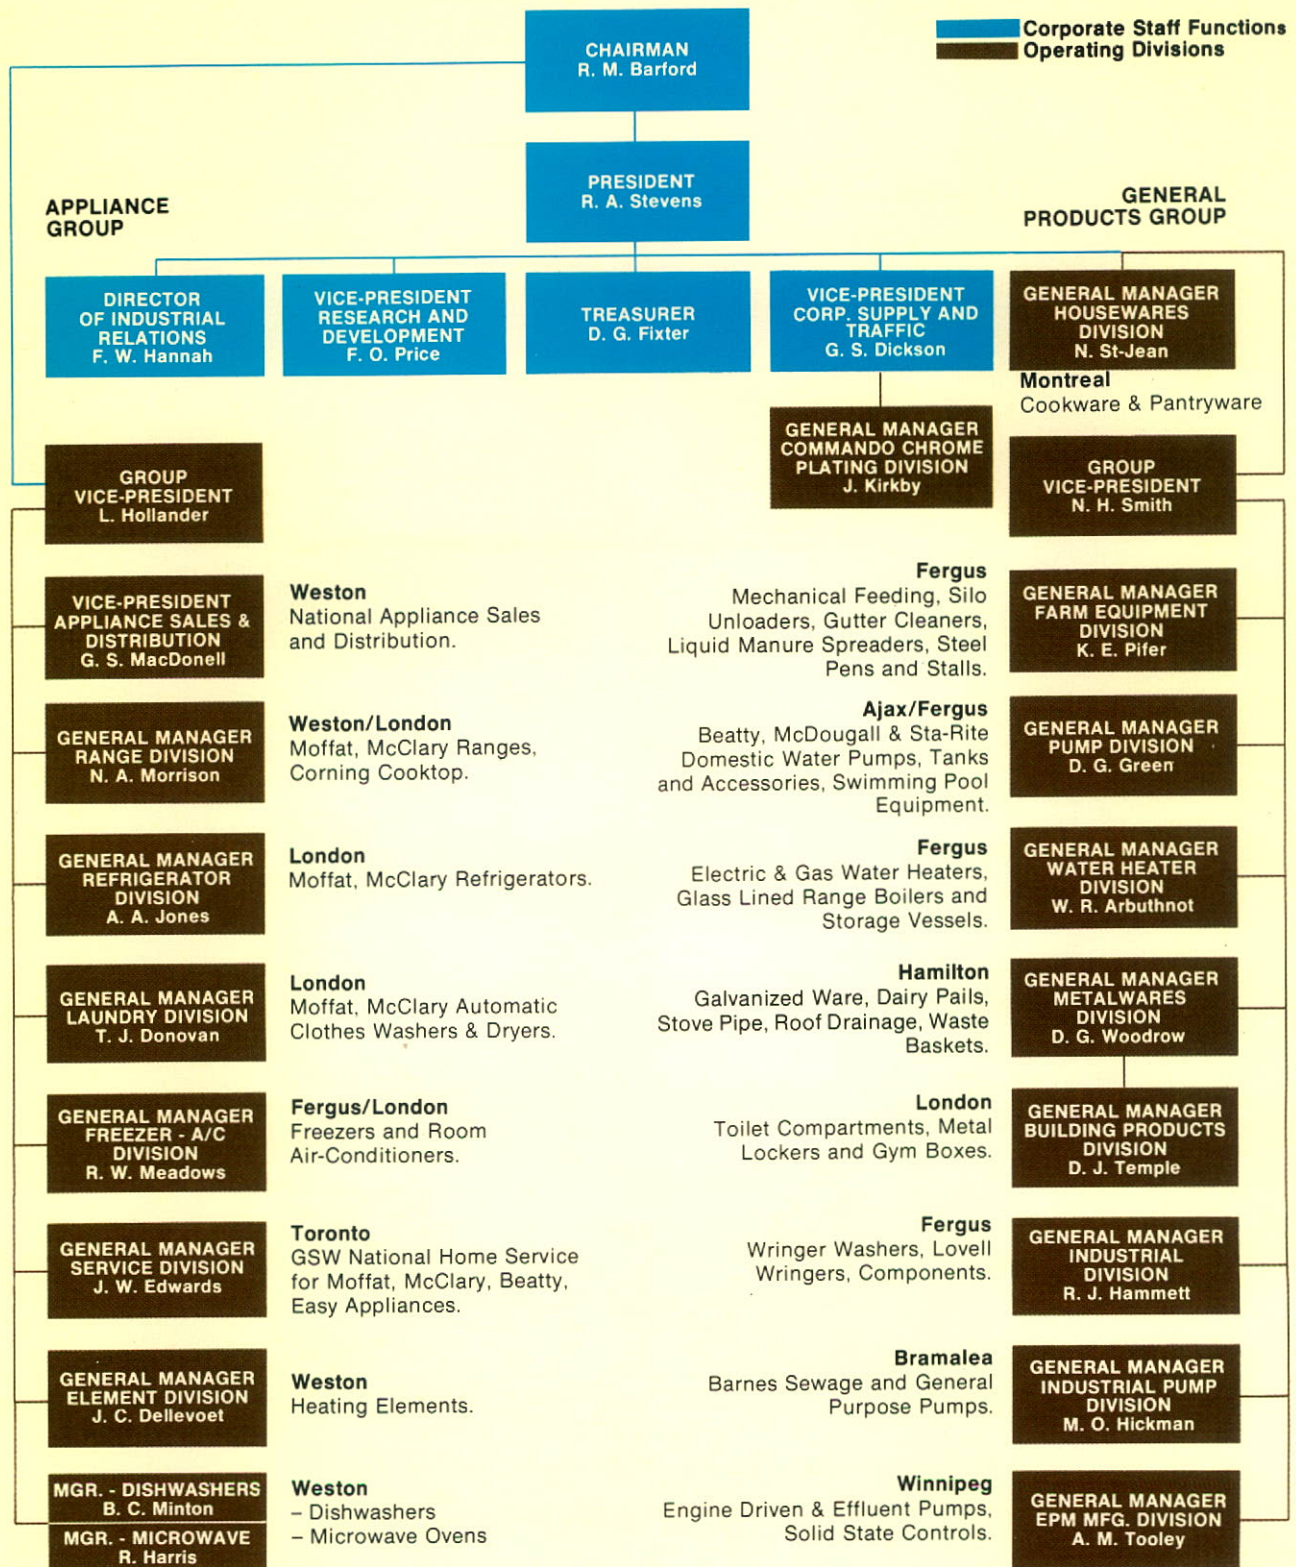 Corporate Staff Functions
Operating Divisions
CHAIRMAN
R. M. Barford
PRESIDENT
R. A. Stevens
APPLIANCE
GROUP
GENERAL
PRODUCTS GROUP
DIRECTOR
OF INDUSTRIAL
RELATIONS
F. W. Hannah
VICE-PRESIDENT
RESEARCH AND
DEVELOPMENT
F. O. Price
TREASURER
D. G. Fixter
VICE-PRESIDENT
CORP. SUPPLY AND
TRAFFIC
G. S. Dickson
GENERAL MANAGER
HOUSEWARES
DIVISION
N. St-Jean
Montreal
Cookware & Pantryware
GENERAL MANAGER
COMMANDO CHROME
PLATING DIVISION
J. Kirkby
GROUP
VICE-PRESIDENT
L. Hollander
GROUP
VICE-PRESIDENT
N. H. Smith
VICE-PRESIDENT
APPLIANCE SALES &
DISTRIBUTION
G. S. MacDonell
Weston
National Appliance Sales
and Distribution.
Fergus
Mechanical Feeding, Silo
Unloaders, Gutter Cleaners,
Liquid Manure Spreaders, Steel
Pens and Stalls.
GENERAL MANAGER
FARM EQUIPMENT
DIVISION
K. E. Pifer
GENERAL MANAGER
RANGE DIVISION
N. A. Morrison
Weston/London
Moffat, McClary Ranges,
Corning Cooktop.
Ajax/Fergus
Beatty, McDougall & Sta-Rite
Domestic Water Pumps, Tanks
and Accessories, Swimming Pool
Equipment.
GENERAL MANAGER
PUMP DIVISION
D. G. Green
GENERAL MANAGER
REFRIGERATOR
DIVISION
A. A. Jones
London
Moffat, McClary Refrigerators.
Fergus
Electric & Gas Water Heaters,
Glass Lined Range Boilers and
Storage Vessels.
GENERAL MANAGER
WATER HEATER
DIVISION
W. R. Arbuthnot
GENERAL MANAGER
LAUNDRY DIVISION
T. J. Donovan
London
Moffat, McClary Automatic
Clothes Washers & Dryers.
Hamilton
Galvanized Ware, Dairy Pails,
Stove Pipe, Roof Drainage, Waste
Baskets.
GENERAL MANAGER
METALWARES
DIVISION
D. G. Woodrow
GENERAL MANAGER
FREEZER - A/C
DIVISION
R. W. Meadows
Fergus/London
Freezers and Room
Air-Conditioners.
London
Toilet Compartments, Metal
Lockers and Gym Boxes.
GENERAL MANAGER
BUILDING PRODUCTS
DIVISION
D. J. Temple
GENERAL MANAGER
SERVICE DIVISION
J. W. Edwards
Toronto
GSW National Home Service
for Moffat, McClary, Beatty,
Easy Appliances.
Fergus
Wringer Washers, Lovell
Wringers, Components.
GENERAL MANAGER
INDUSTRIAL
DIVISION
R. J. Hammett
GENERAL MANAGER
ELEMENT DIVISION
J. C. Dellevoet
Weston
Heating Elements.
Bramalea
Barnes Sewage and General
Purpose Pumps.
GENERAL MANAGER
INDUSTRIAL PUMP
DIVISION
M. O. Hickman
MGR. - DISHWASHERS
B. C. Minton
MGR. - MICROWAVE
R. Harris
Weston
– Dishwashers
– Microwave Ovens
Winnipeg
Engine Driven & Effluent Pumps,
Solid State Controls.
GENERAL MANAGER
EPM MFG. DIVISION
A. M. Tooley